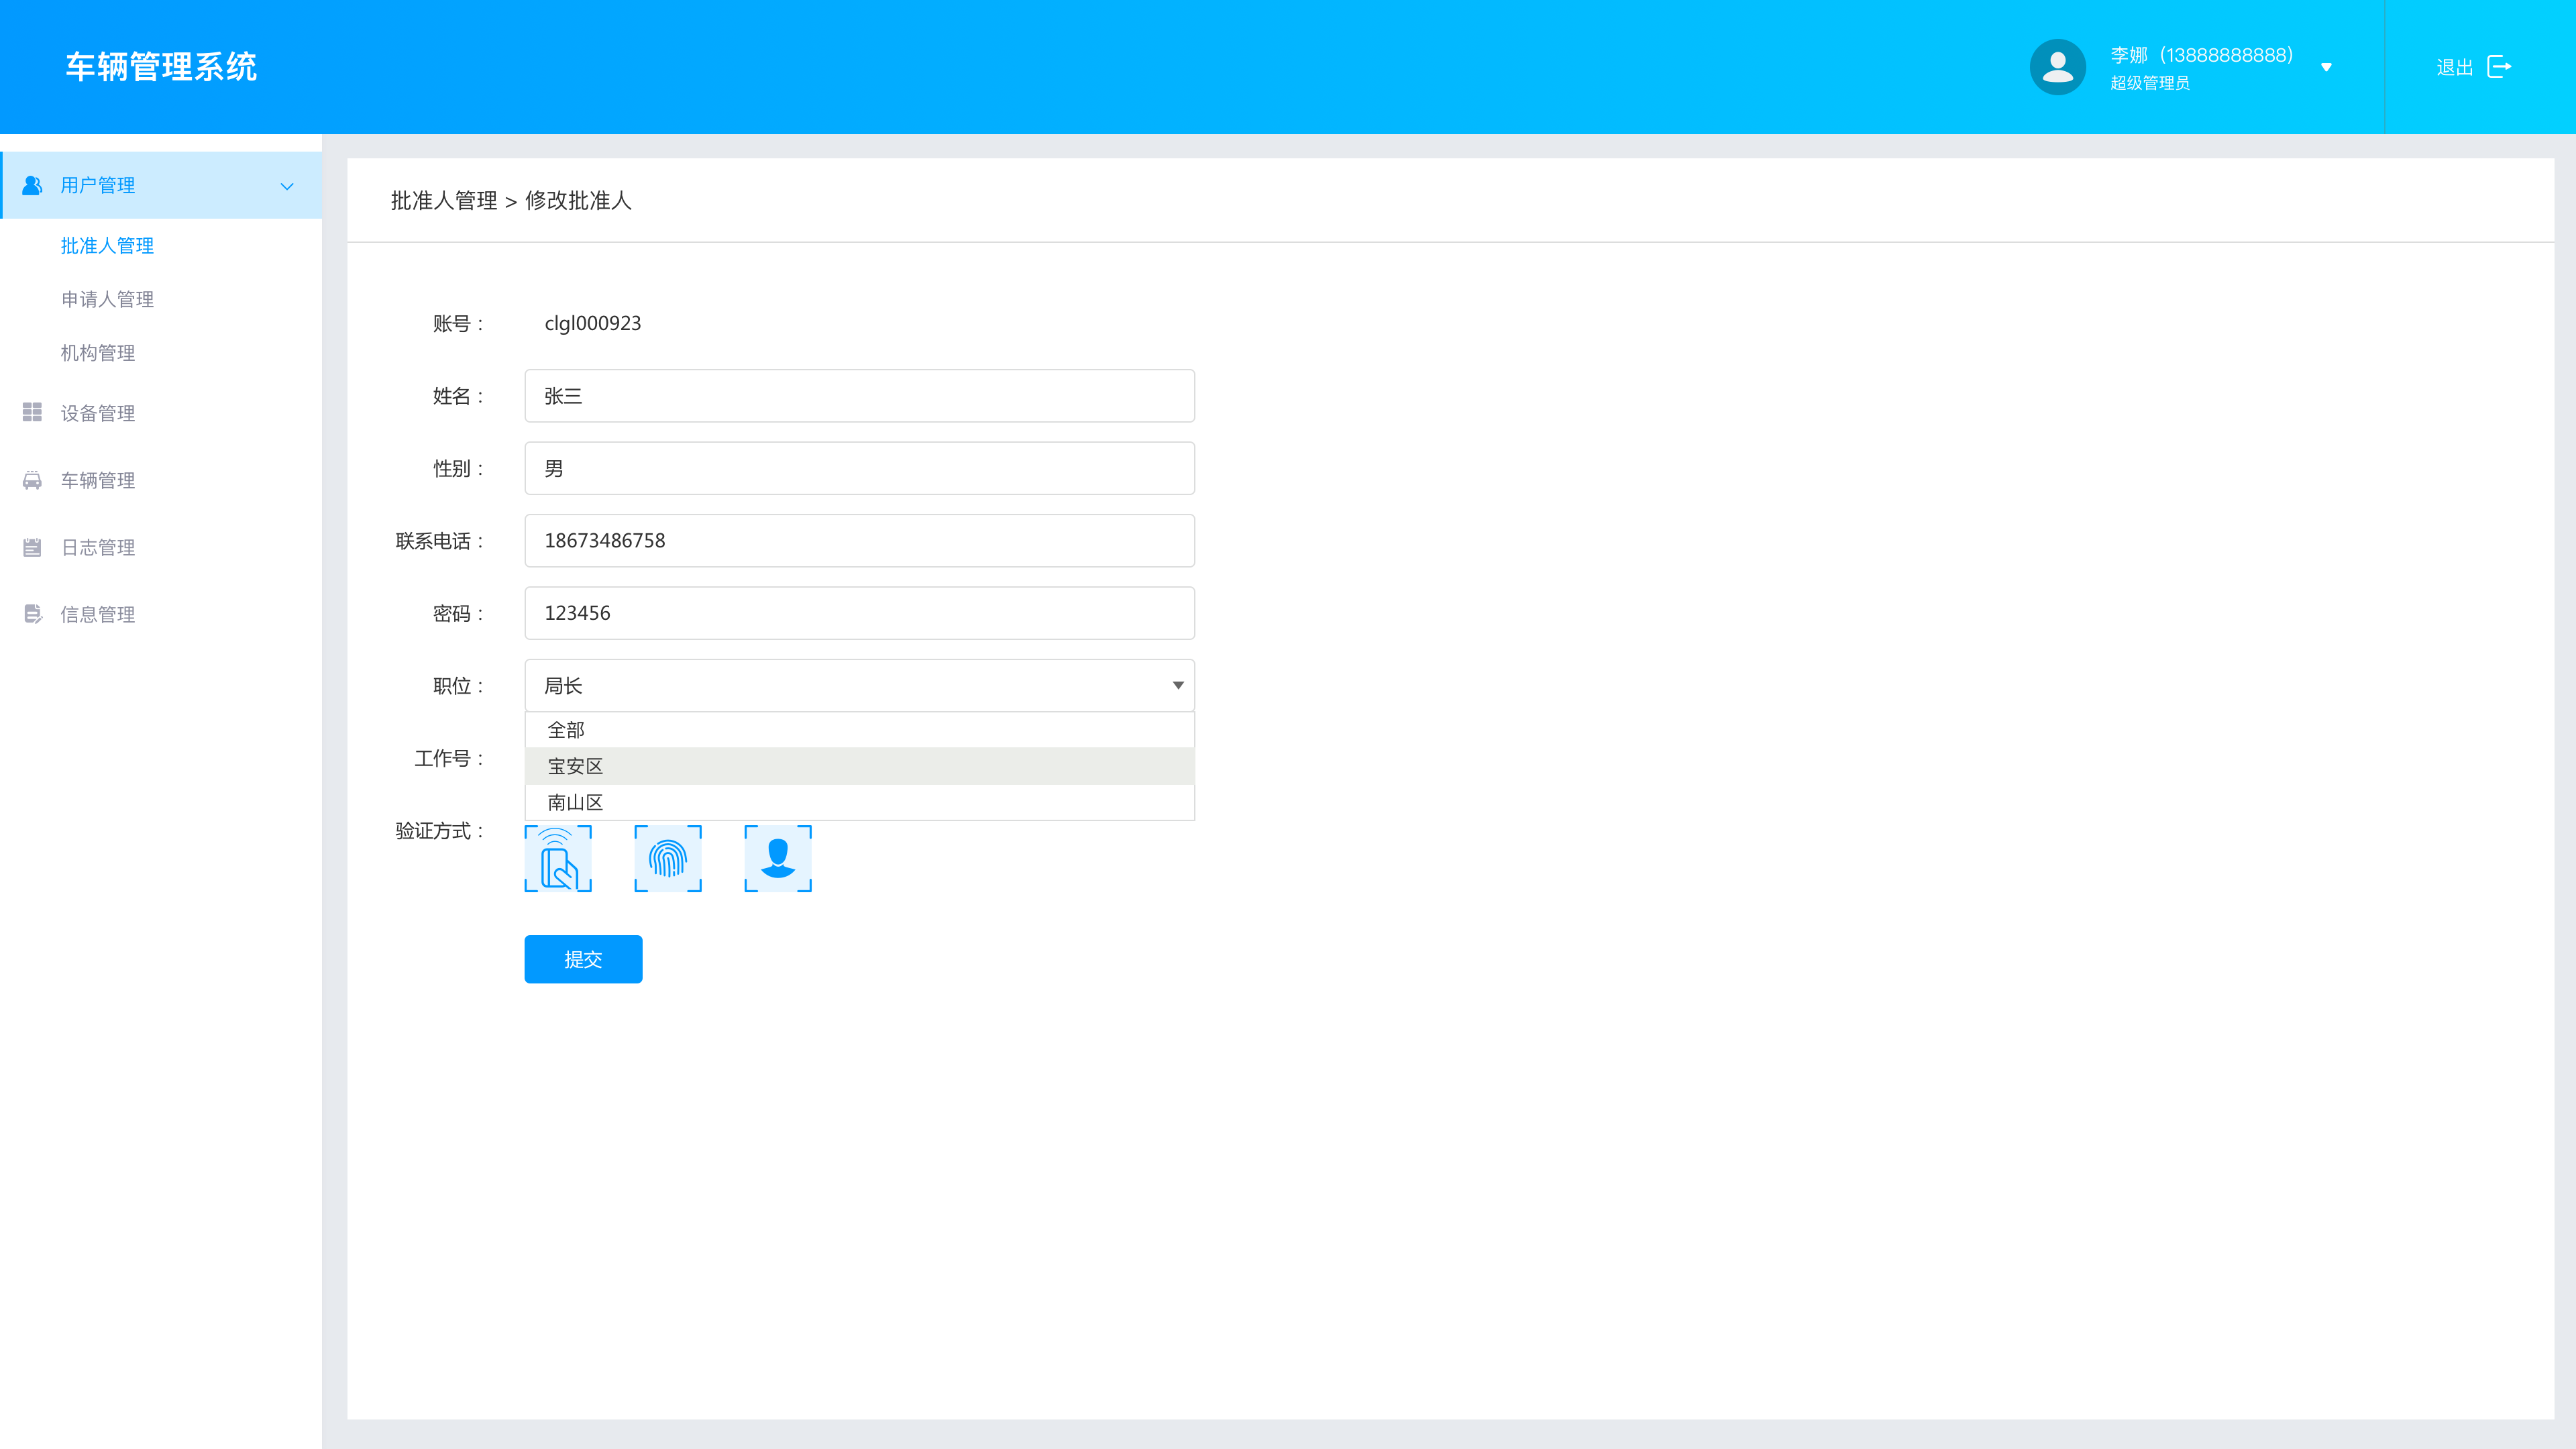 车辆管理系统
李娜（13888888888）
超级管理员
退出
用户管理
批准人管理
申请人管理
机构管理
设备管理
车辆管理
日志管理
信息管理
批准人管理 > 修改批准人
账号： clgl000923
姓名： 张三
性别： 男
联系电话： 18673486758
密码： 123456
职位： 局长
全部
工作号： 宝安区
南山区
验证方式：
提交